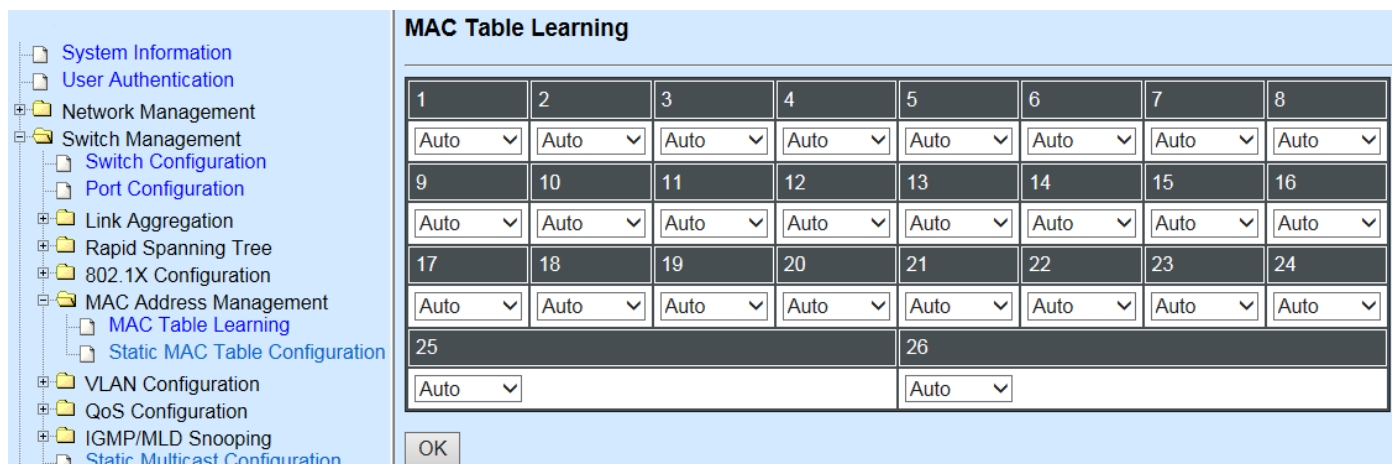 System Information
User Authentication
Network Management
Switch Management
Switch Configuration
Port Configuration
Link Aggregation
Rapid Spanning Tree
802.1X Configuration
MAC Address Management
MAC Table Learning
Static MAC Table Configuration
VLAN Configuration
QoS Configuration
IGMP/MLD Snooping
Static Multicast Configuration
MAC Table Learning
1 2 3 4 5 6 7 8
Auto Auto Auto Auto Auto Auto Auto Auto
9 10 11 12 13 14 15 16
Auto Auto Auto Auto Auto Auto Auto Auto
17 18 19 20 21 22 23 24
Auto Auto Auto Auto Auto Auto Auto Auto
25 26
Auto Auto
OK